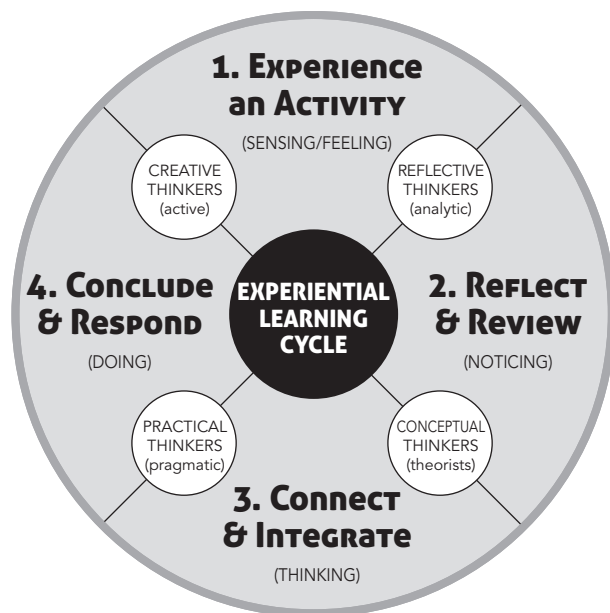 1. Experience
an Activity
(SENSING/FEELING)
CREATIVE
THINKERS
(active)
REFLECTIVE
THINKERS
(analytic)
EXPERIENTIAL
LEARNING
CYCLE
2. Reflect
& Review
(NOTICING)
4. Conclude
& Respond
(DOING)
PRACTICAL
THINKERS
(pragmatic)
CONCEPTUAL
THINKERS
(theorists)
3. Connect
& Integrate
(THINKING)